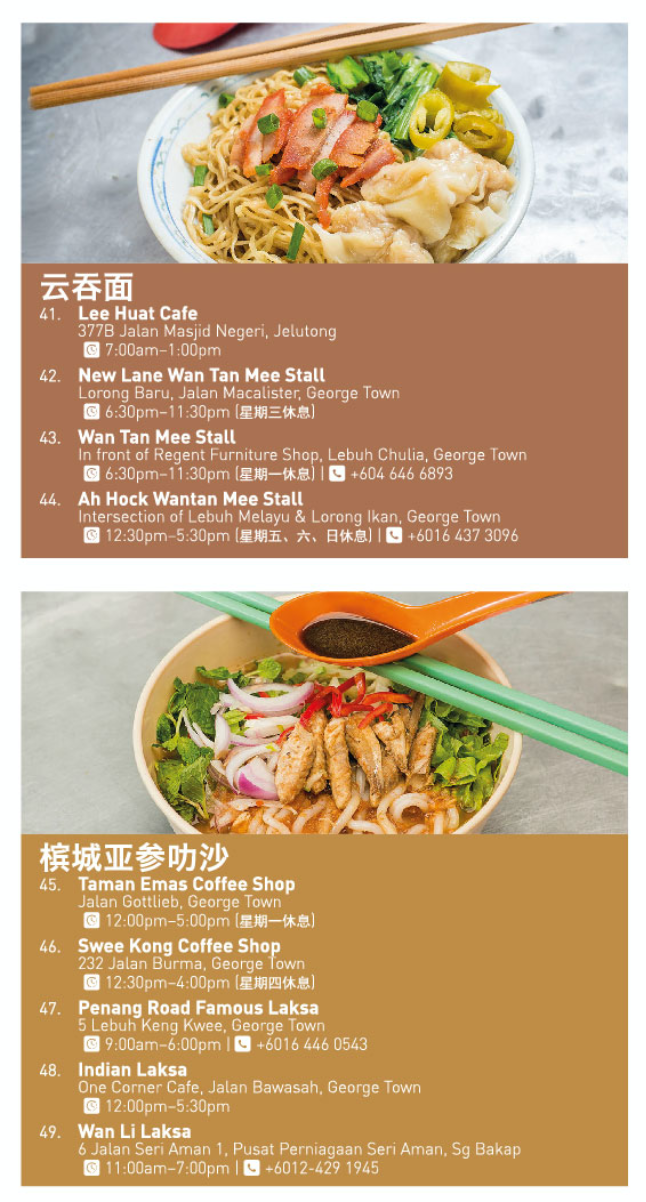 云吞面
41. Lee Huat Cafe
377B Jalan Masjid Negeri, Jelutong
7:00am–1:00pm
42. New Lane Wan Tan Mee Stall
Lorong Baru, Jalan Macalister, George Town
6:30pm–11:30pm (星期三休息)
43. Wan Tan Mee Stall
In front of Regent Furniture Shop, Lebuh Chulia, George Town
6:30pm–11:30pm (星期一休息) | +604 646 6893
44. Ah Hock Wantan Mee Stall
Intersection of Lebuh Melayu & Lorong Ikan, George Town
12:30pm–5:30pm (星期五、六、日休息) | +6016 437 3096
槟城亚参叻沙
45. Taman Emas Coffee Shop
Jalan Gottlieb, George Town
12:00pm–5:00pm (星期一休息)
46. Swee Kong Coffee Shop
232 Jalan Burma, George Town
12:30pm–4:00pm (星期四休息)
47. Penang Road Famous Laksa
5 Lebuh Keng Kwee, George Town
9:00am–6:00pm | +6016 446 0543
48. Indian Laksa
One Corner Cafe, Jalan Bawasah, George Town
12:00pm–5:30pm
49. Wan Li Laksa
6 Jalan Seri Aman 1, Pusat Perniagaan Seri Aman, Sg Bakap
11:00am–7:00pm | +6012-429 1945